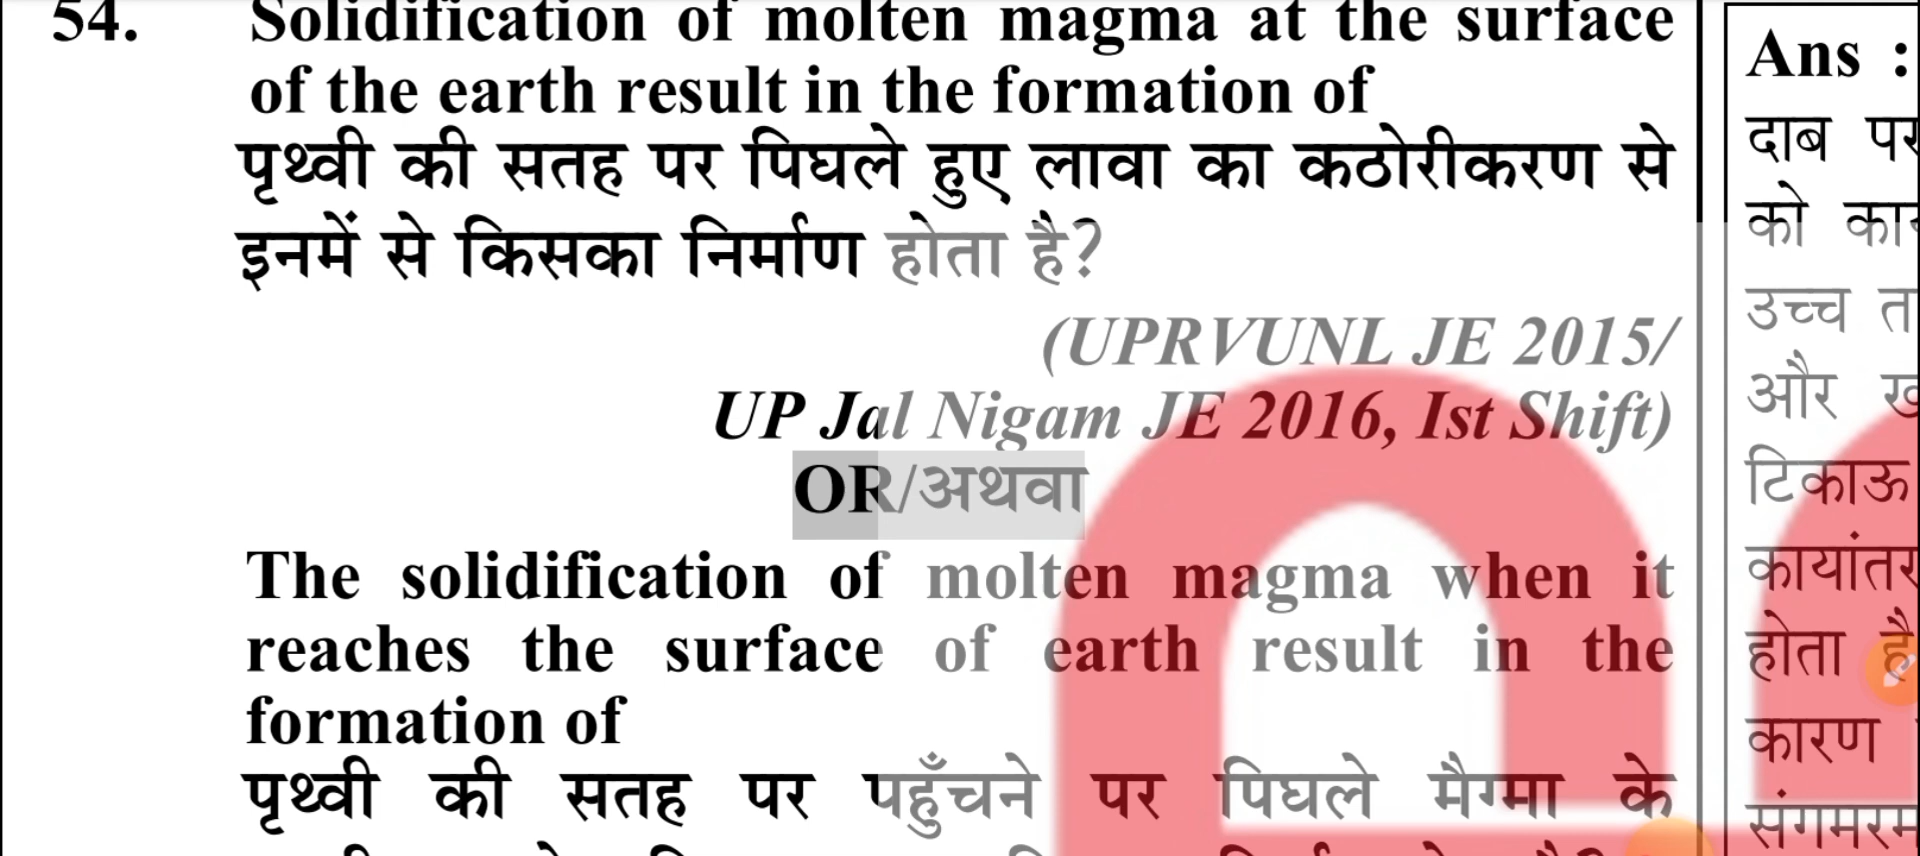 54. Solidification of molten magma at the surface
of the earth result in the formation of
पृथ्वी की सतह पर पिघले हुए लावा का कठोरीकरण से
इनमें से किसका निर्माण होता है?
(UPRVUNL JE 2015/
UP Jal Nigam JE 2016, Ist Shift)
OR/अथवा
The solidification of molten magma when it
reaches the surface of earth result in the
formation of
पृथ्वी की सतह पर पहुँचने पर पिघले मैग्मा के
Ans :
दाब
को
उच्च
और
टिकाऊ
होता है
कारण